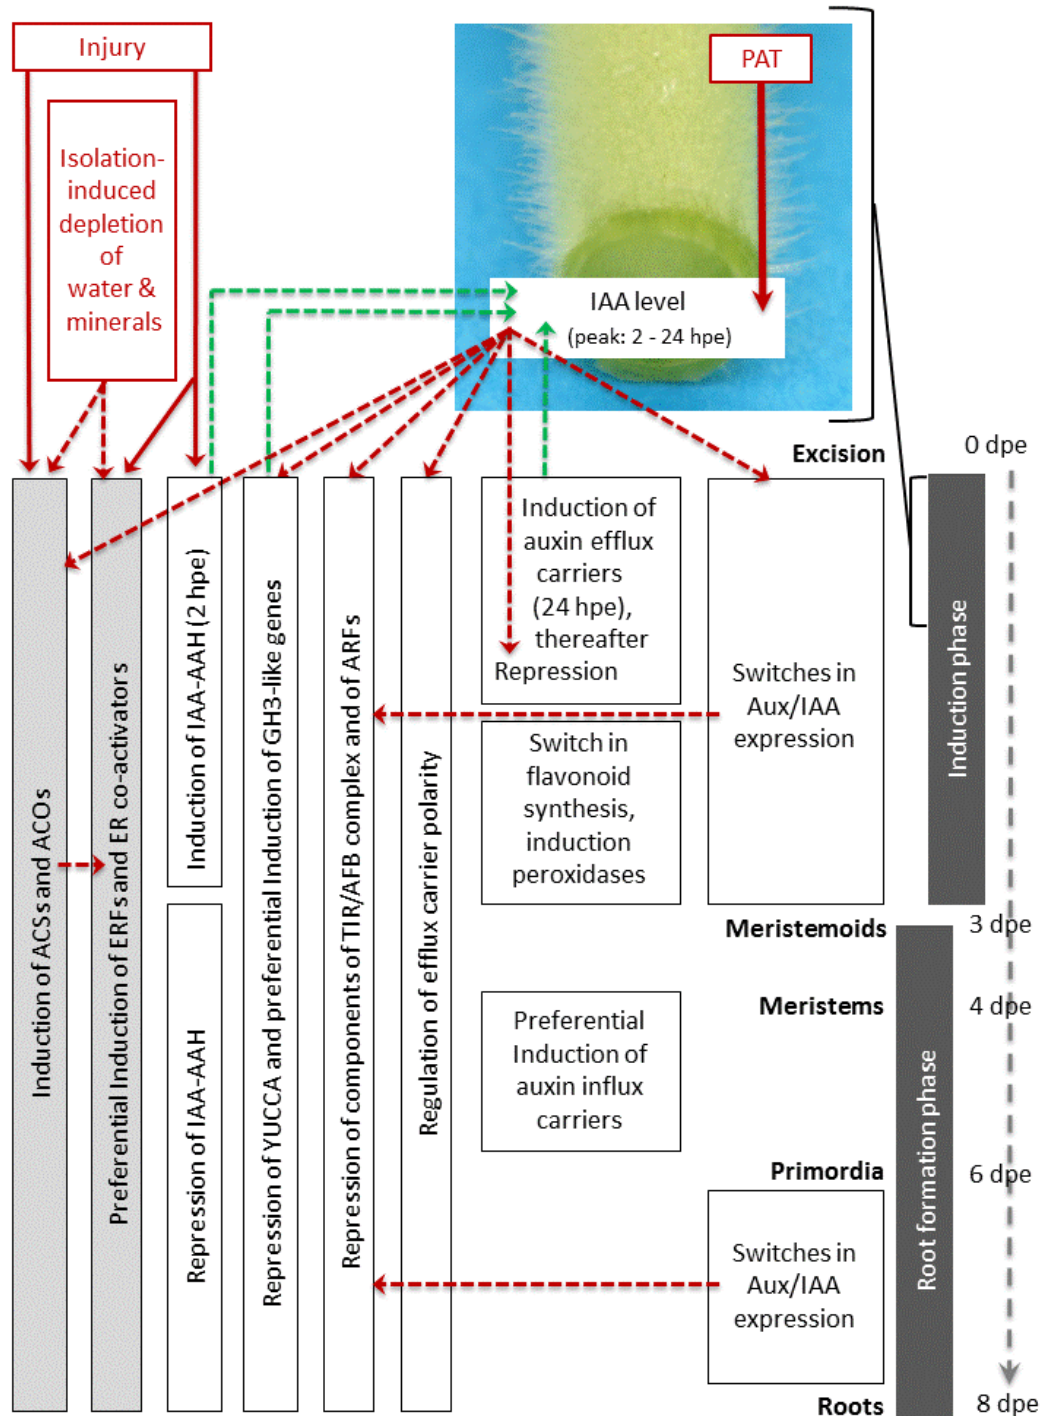 Injury
PAT
Isolation-
induced
depletion
of
water &
minerals
IAA level
(peak: 2 - 24 hpe)
Excision
0 dpe
Induction of ACSs and ACOs
Preferential Induction of ERFs and ER co-activators
Induction of IAA-AAH (2 hpe)
Repression of IAA-AAH
Repression of YUCCA and preferential Induction of GH3-like genes
Repression of components of TIR/AFB complex and of ARFs
Regulation of efflux carrier polarity
Induction of
auxin efflux
carriers
(24 hpe),
thereafter
Repression
Switch in
flavonoid
synthesis,
induction
peroxidases
Preferential
Induction of
auxin influx
carriers
Switches in
Aux/IAA
expression
Induction phase
Meristemoids
3 dpe
Meristems
4 dpe
Primordia
6 dpe
Switches in
Aux/IAA
expression
Root formation phase
Roots
8 dpe